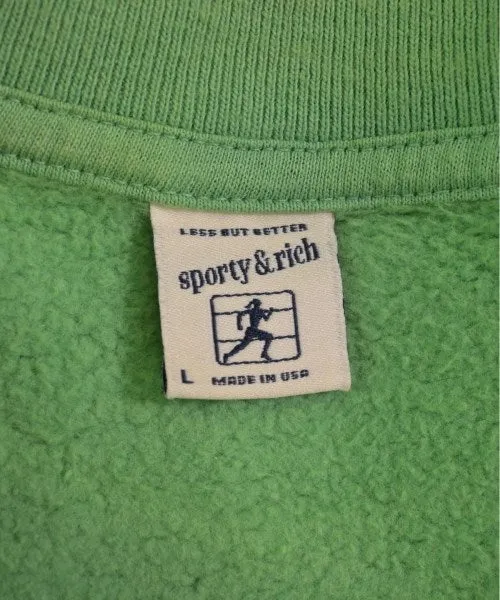 LESS BUT BETTER
sporty & rich
L MADE IN USA